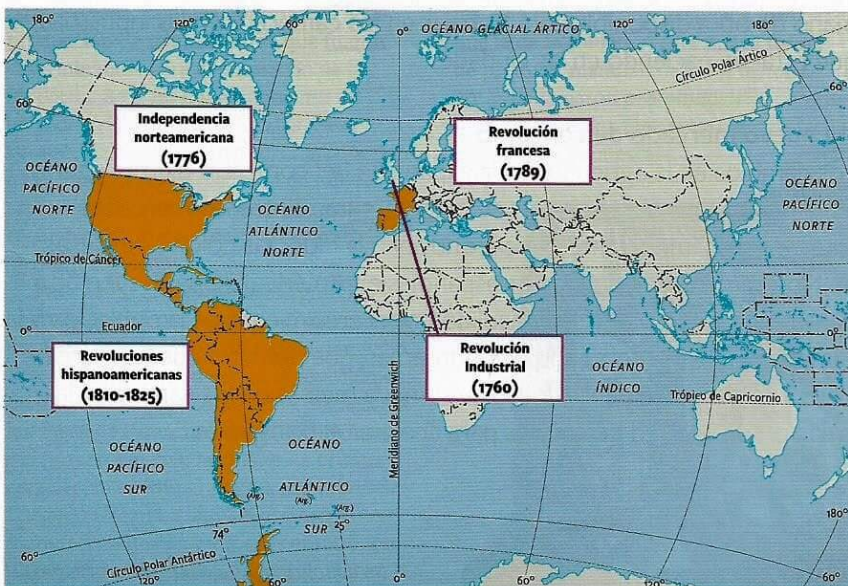 180°
120°
60°
0°
OCÉANO GLACIAL ÁRTICO
60°
120°
180°
Círculo Polar Ártico
60°
60°
Independencia
norteamericana
(1776)
Revolución
francesa
(1789)
OCÉANO
PACÍFICO
NORTE
OCÉANO
ATLÁNTICO
NORTE
OCÉANO
PACÍFICO
NORTE
Trópico de Cáncer
0°
Ecuador
0°
Revoluciones
hispanoamericanas
(1810-1825)
Revolución
Industrial
(1760)
OCÉANO
ÍNDICO
Trópico de Capricornio
Meridiano de Greenwich
OCÉANO
PACÍFICO
SUR
OCÉANO
ATLÁNTICO
SUR
(Arg.)
(Arg.)
(Arg.)
74°
25°
180°
60°
Círculo Polar Antártico
120°
60°
0°
60°
120°
60°